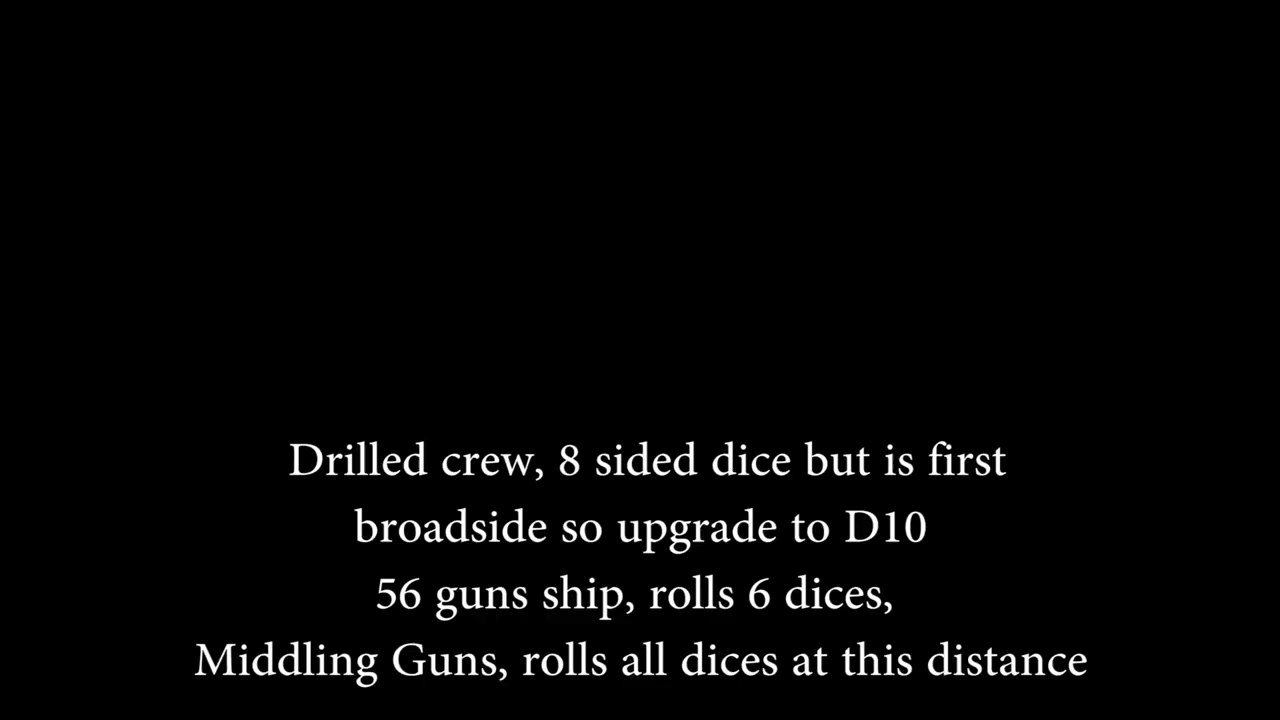 Drilled crew, 8 sided dice but is first
broadside so upgrade to D10
56 guns ship, rolls 6 dices,
Middling Guns, rolls all dices at this distance